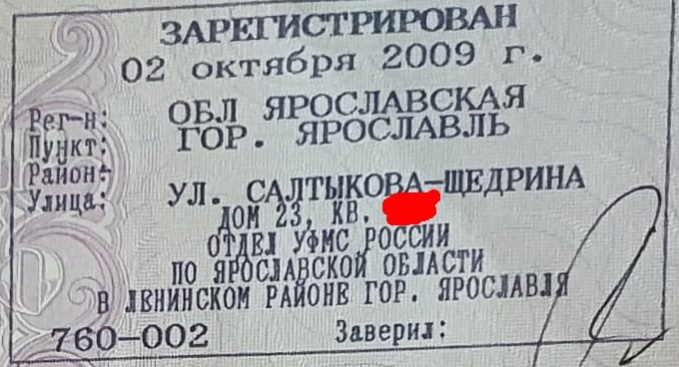 ЗАРЕГИСТРИРОВАН
02 октября 2009 г.
Рег-н: ОБЛ ЯРОСЛАВСКАЯ
Пункт: ГОР. ЯРОСЛАВЛЬ
Район:
Улица: УЛ. САЛТЫКОВА-ЩЕДРИНА
ДОМ 23, КВ.
ОТДЕЛ УФМС РОССИИ
ПО ЯРОСЛАВСКОЙ ОБЛАСТИ
В ЛЕНИНСКОМ РАЙОНЕ ГОР. ЯРОСЛАВЛЯ
760-002 Заверил: